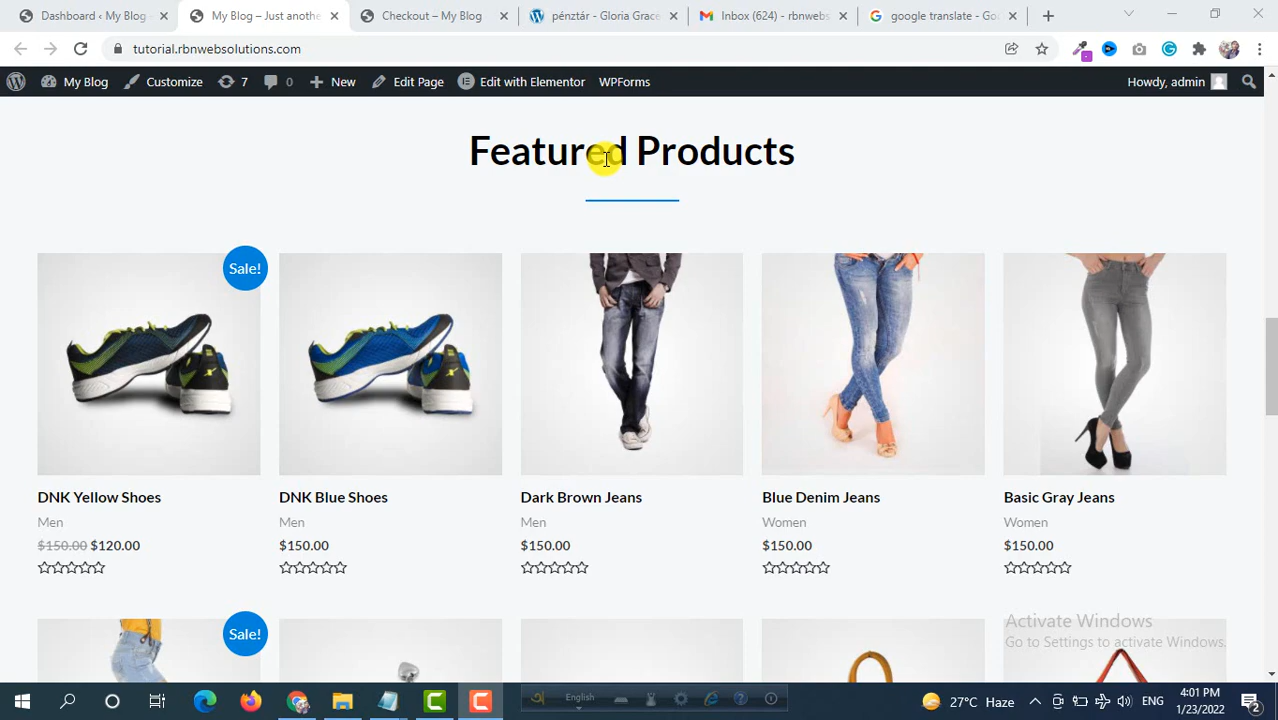 Dashboard ‹ My Blog –
My Blog – Just anothe
Checkout – My Blog
pénztár - Gloria Grace
Inbox (624) - rbnwebs
google translate - Goo
tutorial.rbnwebsolutions.com
My Blog
Customize
7
0
New
Edit Page
Edit with Elementor
WPForms
Howdy, admin
Featured Products
Sale!
DNK Yellow Shoes
Men
$150.00 $120.00
DNK Blue Shoes
Men
$150.00
Dark Brown Jeans
Men
$150.00
Blue Denim Jeans
Women
$150.00
Basic Gray Jeans
Women
$150.00
Sale!
Activate Windows
Go to Settings to activate Windows.
English
27°C Haze
ENG
4:01 PM
1/23/2022
2